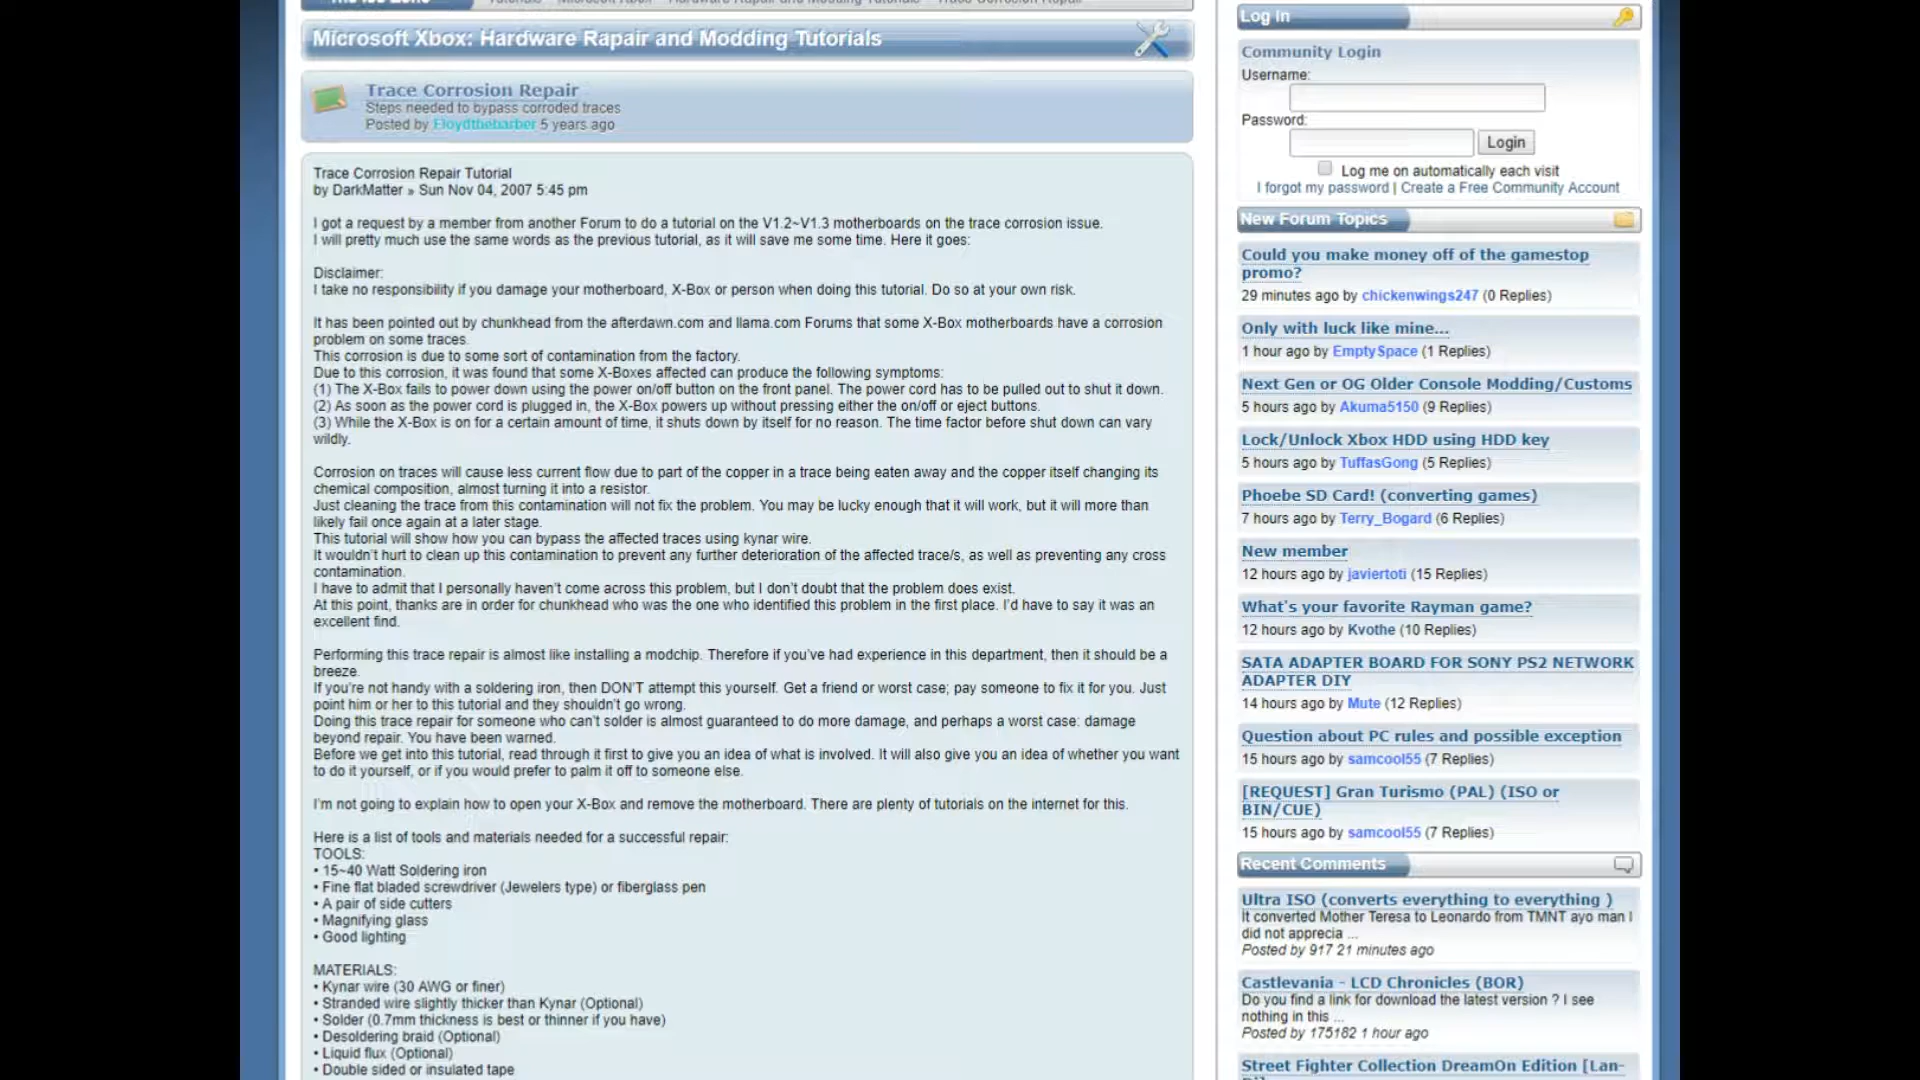 The Iso Zone
Tutorials Microsoft Xbox Hardware Repair and Modding Tutorials Trace Corrosion Repair
Microsoft Xbox: Hardware Rapair and Modding Tutorials
Trace Corrosion Repair
Steps needed to bypass corroded traces
Posted by Floydthebarber 5 years ago
Trace Corrosion Repair Tutorial
by DarkMatter » Sun Nov 04, 2007 5:45 pm
I got a request by a member from another Forum to do a tutorial on the V1.2~V1.3 motherboards on the trace corrosion issue.
I will pretty much use the same words as the previous tutorial, as it will save me some time. Here it goes:
Disclaimer:
I take no responsibility if you damage your motherboard, X-Box or person when doing this tutorial. Do so at your own risk.
It has been pointed out by chunkhead from the afterdawn.com and llama.com Forums that some X-Box motherboards have a corrosion
problem on some traces.
This corrosion is due to some sort of contamination from the factory.
Due to this corrosion, it was found that some X-Boxes affected can produce the following symptoms:
(1) The X-Box fails to power down using the power on/off button on the front panel. The power cord has to be pulled out to shut it down.
(2) As soon as the power cord is plugged in, the X-Box powers up without pressing either the on/off or eject buttons.
(3) While the X-Box is on for a certain amount of time, it shuts down by itself for no reason. The time factor before shut down can vary
wildly.
Corrosion on traces will cause less current flow due to part of the copper in a trace being eaten away and the copper itself changing its
chemical composition, almost turning it into a resistor.
Just cleaning the trace from this contamination will not fix the problem. You may be lucky enough that it will work, but it will more than
likely fail once again at a later stage.
This tutorial will show how you can bypass the affected traces using kynar wire.
It wouldn't hurt to clean up this contamination to prevent any further deterioration of the affected trace/s, as well as preventing any cross
contamination.
I have to admit that I personally haven't come across this problem, but I don't doubt that the problem does exist.
At this point, thanks are in order for chunkhead who was the one who identified this problem in the first place. I'd have to say it was an
excellent find.
Performing this trace repair is almost like installing a modchip. Therefore if you've had experience in this department, then it should be a
breeze.
If you're not handy with a soldering iron, then DON'T attempt this yourself. Get a friend or worst case; pay someone to fix it for you. Just
point him or her to this tutorial and they shouldn't go wrong.
Doing this trace repair for someone who can't solder is almost guaranteed to do more damage, and perhaps a worst case: damage
beyond repair. You have been warned.
Before we get into this tutorial, read through it first to give you an idea of what is involved. It will also give you an idea of whether you want
to do it yourself, or if you would prefer to palm it off to someone else.
I'm not going to explain how to open your X-Box and remove the motherboard. There are plenty of tutorials on the internet for this.
Here is a list of tools and materials needed for a successful repair:
TOOLS:
• 15~40 Watt Soldering iron
• Fine flat bladed screwdriver (Jewelers type) or fiberglass pen
• A pair of side cutters
• Magnifying glass
• Good lighting
MATERIALS:
• Kynar wire (30 AWG or finer)
• Stranded wire slightly thicker than Kynar (Optional)
• Solder (0.7mm thickness is best or thinner if you have)
• Desoldering braid (Optional)
• Liquid flux (Optional)
• Double sided or insulated tape
Log In
Community Login
Username:
Password:
Login
Log me on automatically each visit
I forgot my password | Create a Free Community Account
New Forum Topics
Could you make money off of the gamestop
promo?
29 minutes ago by chickenwings247 (0 Replies)
Only with luck like mine...
1 hour ago by EmptySpace (1 Replies)
Next Gen or OG Older Console Modding/Customs
5 hours ago by Akuma5150 (9 Replies)
Lock/Unlock Xbox HDD using HDD key
5 hours ago by TuffasGong (5 Replies)
Phoebe SD Card! (converting games)
7 hours ago by Terry_Bogard (6 Replies)
New member
12 hours ago by javiertoti (15 Replies)
What's your favorite Rayman game?
12 hours ago by Kvothe (10 Replies)
SATA ADAPTER BOARD FOR SONY PS2 NETWORK
ADAPTER DIY
14 hours ago by Mute (12 Replies)
Question about PC rules and possible exception
15 hours ago by samcool55 (7 Replies)
[REQUEST] Gran Turismo (PAL) (ISO or
BIN/CUE)
15 hours ago by samcool55 (7 Replies)
Recent Comments
Ultra ISO (converts everything to everything )
It converted Mother Teresa to Leonardo from TMNT ayo man I
did not apprecia ...
Posted by 917 21 minutes ago
Castlevania - LCD Chronicles (BOR)
Do you find a link for download the latest version ? I see
nothing in this ...
Posted by 175182 1 hour ago
Street Fighter Collection DreamOn Edition [Lan-